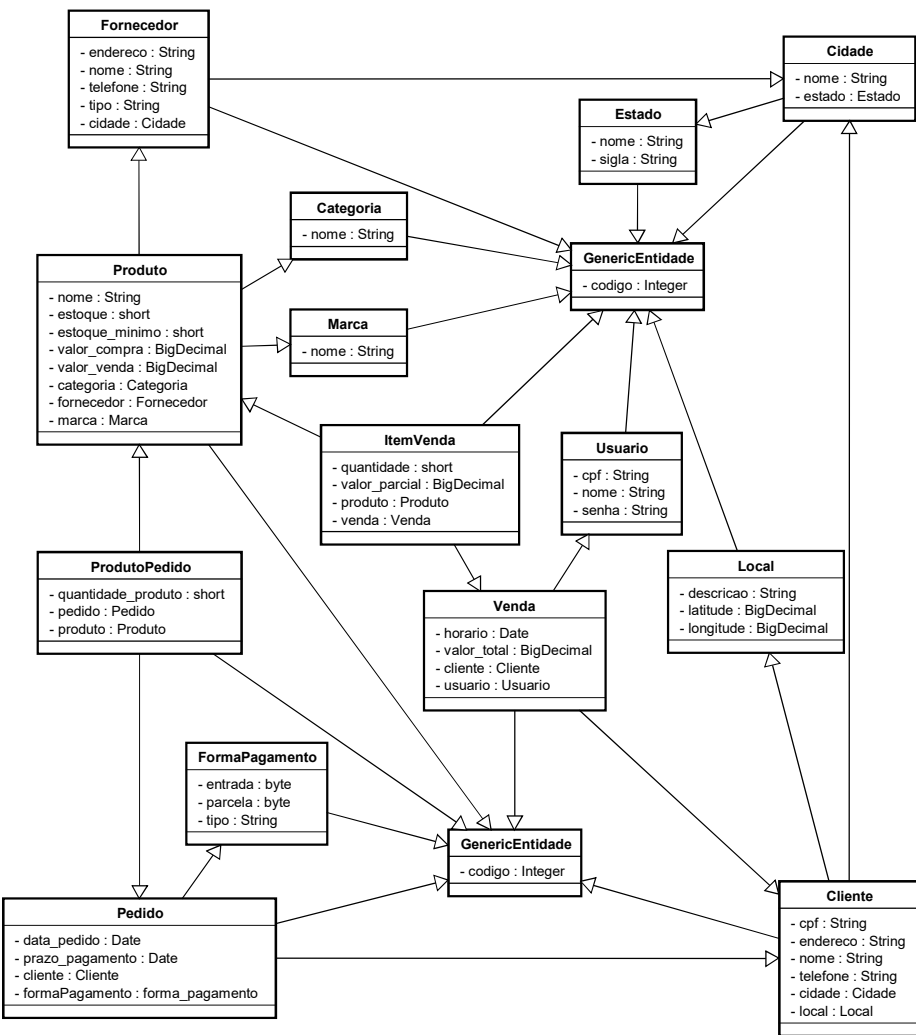 Fornecedor
- endereco : String
- nome : String
- telefone : String
- tipo : String
- cidade : Cidade
Cidade
- nome : String
- estado : Estado
Estado
- nome : String
- sigla : String
Categoria
- nome : String
GenericEntidade
- codigo : Integer
Produto
- nome : String
- estoque : short
- estoque_minimo : short
- valor_compra : BigDecimal
- valor_venda : BigDecimal
- categoria : Categoria
- fornecedor : Fornecedor
- marca : Marca
Marca
- nome : String
ItemVenda
- quantidade : short
- valor_parcial : BigDecimal
- produto : Produto
- venda : Venda
Usuario
- cpf : String
- nome : String
- senha : String
ProdutoPedido
- quantidade_produto : short
- pedido : Pedido
- produto : Produto
Local
- descricao : String
- latitude : BigDecimal
- longitude : BigDecimal
Venda
- horario : Date
- valor_total : BigDecimal
- cliente : Cliente
- usuario : Usuario
FormaPagamento
- entrada : byte
- parcela : byte
- tipo : String
GenericEntidade
- codigo : Integer
Pedido
- data_pedido : Date
- prazo_pagamento : Date
- cliente : Cliente
- formaPagamento : forma_pagamento
Cliente
- cpf : String
- endereco : String
- nome : String
- telefone : String
- cidade : Cidade
- local : Local